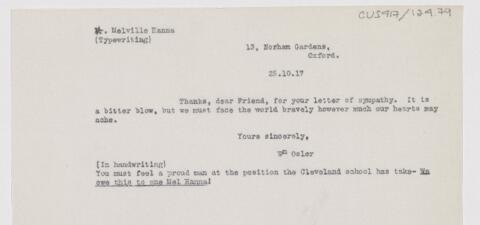 CUS417/124.79
Mr. Melville Hanna
(Typewriting)
13, Norham Gardens,
Oxford.
25.10.17
Thanks, dear Friend, for your letter of sympathy. It is
a bitter blow, but we must face the world bravely however much our hearts may
ache.
Yours sincerely,
Wm Osler
[In handwriting)
You must feel a proud man at the position the Cleveland school has take- We
owe this to one Mel Hanna!